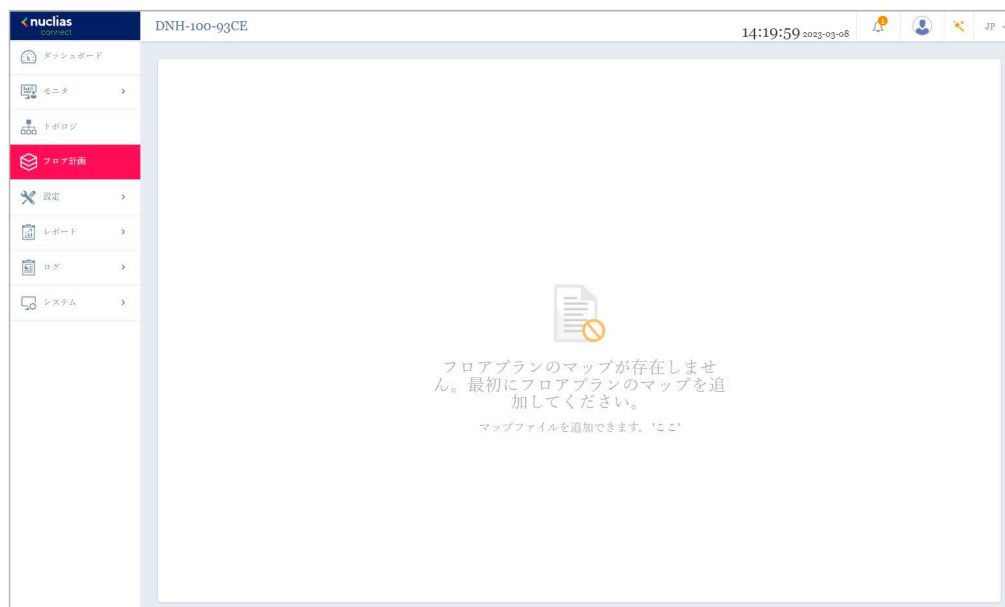 nuclias
connect
DNH-100-93CE
14:19:59 2023-03-08
1
JP
ダッシュボード
モニタ
トポロジ
フロア計画
設定
レポート
ログ
システム
フロアプランのマップが存在しませ
ん。最初にフロアプランのマップを追
加してください。
マップファイルを追加できます。 'ここ'